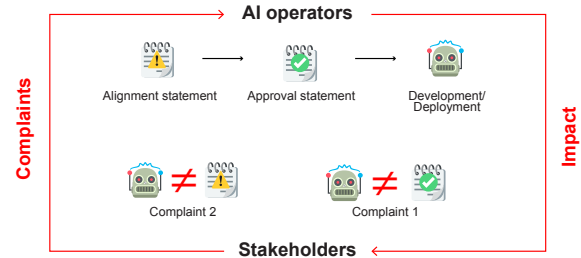 AI operators
Complaints
Impact
Alignment statement
Approval statement
Development/
Deployment
Complaint 2
Complaint 1
Stakeholders